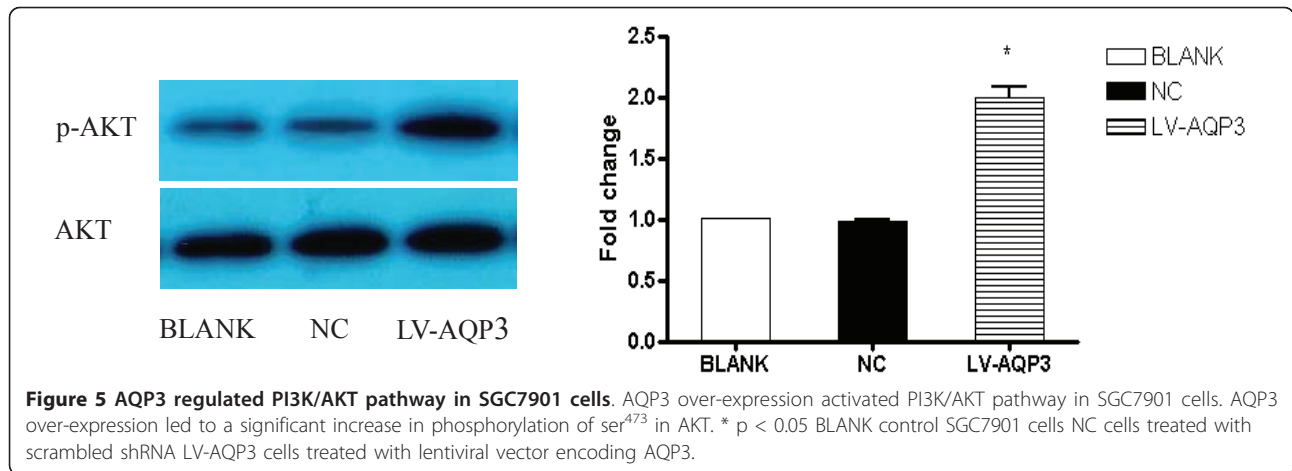 p-AKT
AKT
BLANK NC LV-AQP3
Fold change
2.5
2.0
1.5
1.0
0.5
0.0
*
BLANK NC LV-AQP3
BLANK
NC
LV-AQP3
Figure 5 AQP3 regulated PI3K/AKT pathway in SGC7901 cells. AQP3 over-expression activated PI3K/AKT pathway in SGC7901 cells. AQP3
over-expression led to a significant increase in phosphorylation of ser⁴⁷³ in AKT. * p < 0.05 BLANK control SGC7901 cells NC cells treated with
scrambled shRNA LV-AQP3 cells treated with lentiviral vector encoding AQP3.